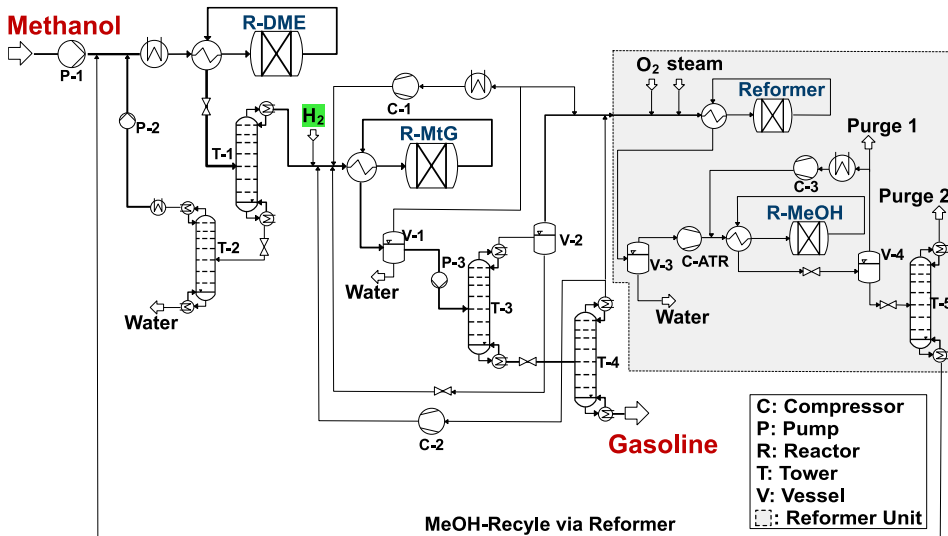 R-DME
Methanol
P-1
O₂ steam
Reformer
C-1
P-2
H₂
Purge 1
R-MtG
T-1
C-3
Purge 2
R-MeOH
V-1
V-2
T-2
P-3
V-3
C-ATR
V-4
Water
T-3
T-5
Water
Water
T-4
C: Compressor
P: Pump
R: Reactor
T: Tower
V: Vessel
: Reformer Unit
C-2
Gasoline
MeOH-Recyle via Reformer